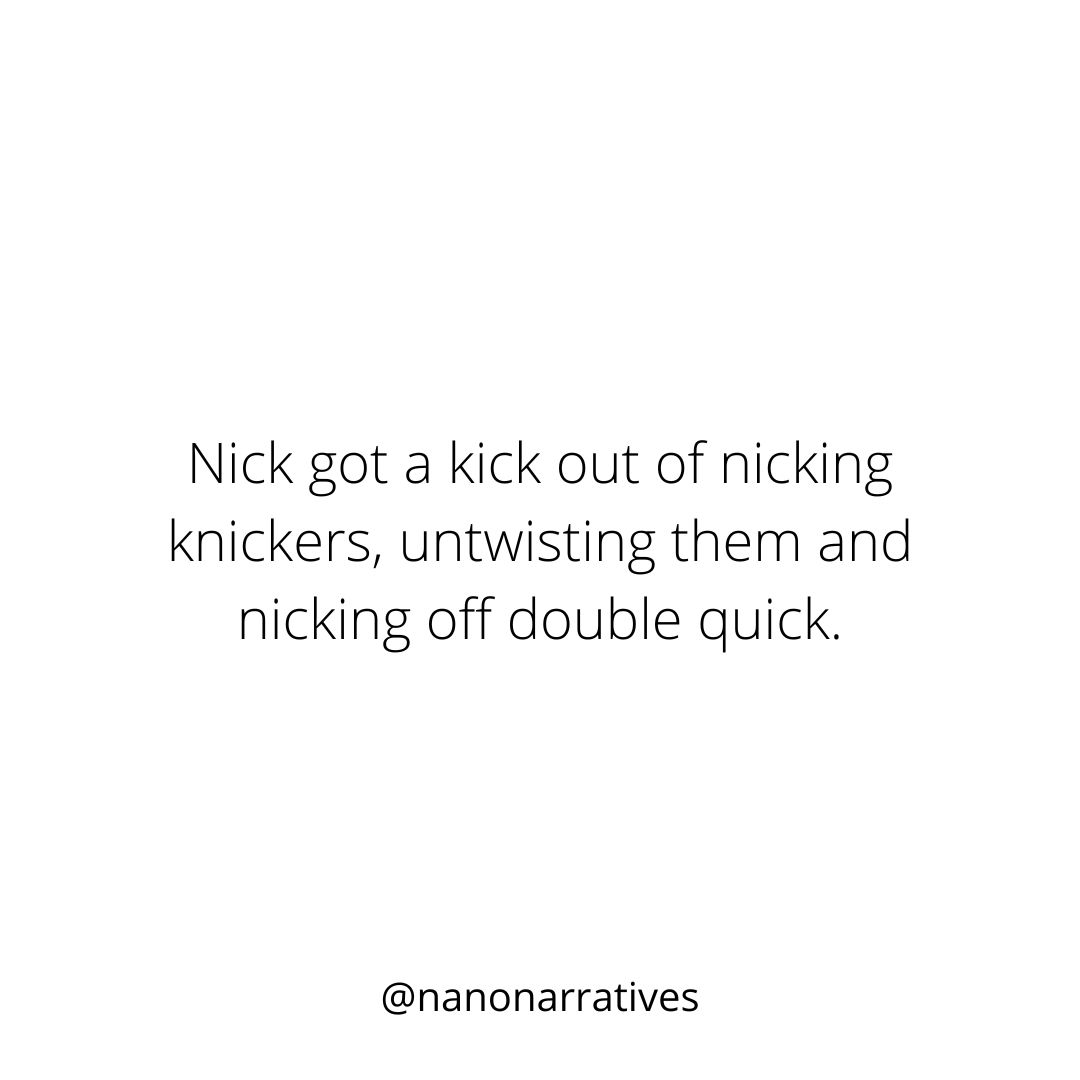 Nick got a kick out of nicking
knickers, untwisting them and
nicking off double quick.
@nanonarratives